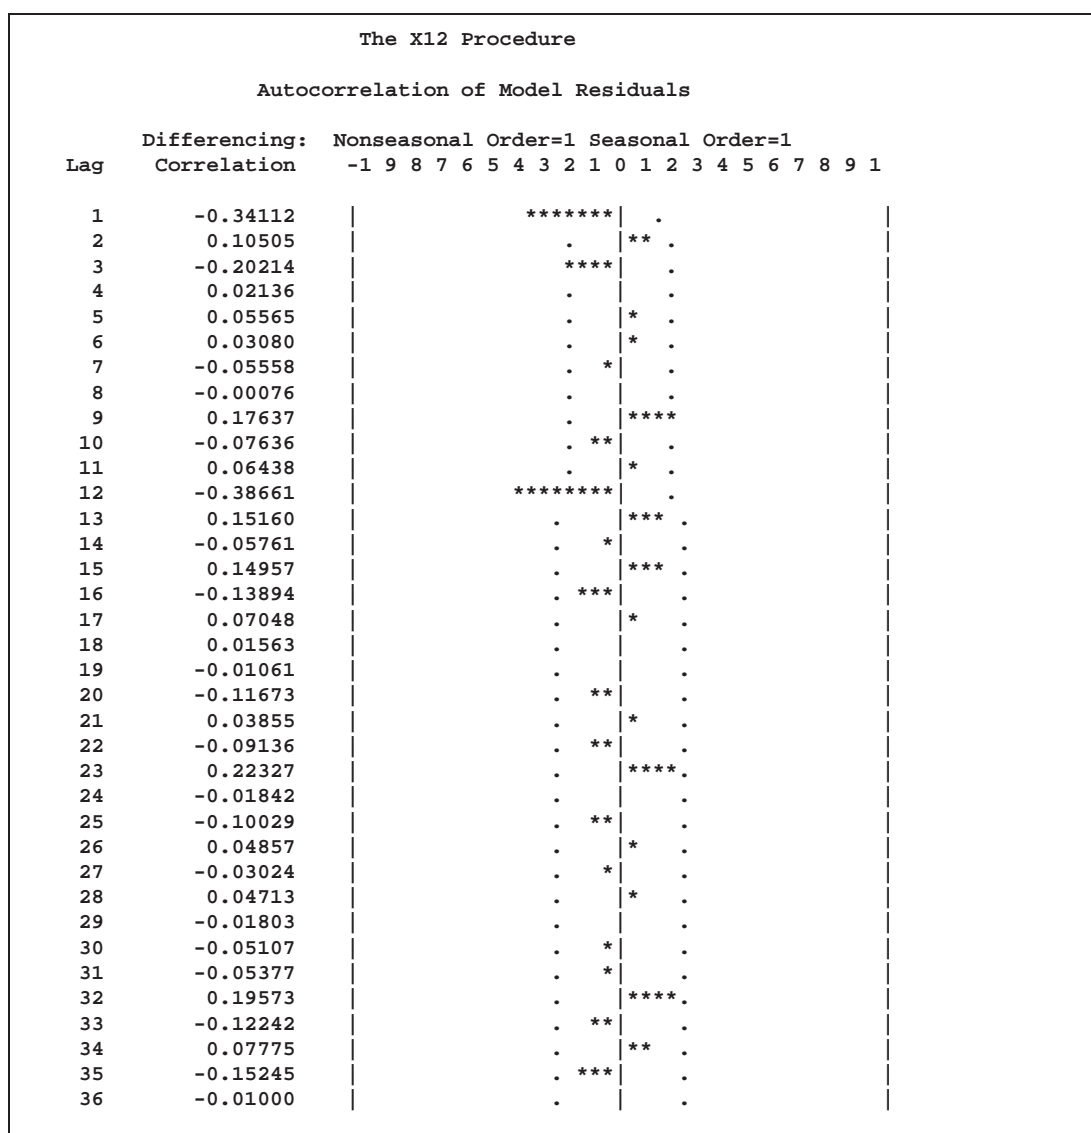 The X12 Procedure
Autocorrelation of Model Residuals
Differencing: Nonseasonal Order=1 Seasonal Order=1
Lag Correlation -1 9 8 7 6 5 4 3 2 1 0 1 2 3 4 5 6 7 8 9 1
1 -0.34112 | *******| . |
2 0.10505 | . |** . |
3 -0.20214 | ****| . |
4 0.02136 | . | . |
5 0.05565 | . |* . |
6 0.03080 | . |* . |
7 -0.05558 | . *| . |
8 -0.00076 | . | . |
9 0.17637 | . |**** |
10 -0.07636 | . **| . |
11 0.06438 | . |* . |
12 -0.38661 | ********| . |
13 0.15160 | . |*** . |
14 -0.05761 | . *| . |
15 0.14957 | . |*** . |
16 -0.13894 | . ***| . |
17 0.07048 | . |* . |
18 0.01563 | . | . |
19 -0.01061 | . | . |
20 -0.11673 | . **| . |
21 0.03855 | . |* . |
22 -0.09136 | . **| . |
23 0.22327 | . |****. |
24 -0.01842 | . | . |
25 -0.10029 | . **| . |
26 0.04857 | . |* . |
27 -0.03024 | . *| . |
28 0.04713 | . |* . |
29 -0.01803 | . | . |
30 -0.05107 | . *| . |
31 -0.05377 | . *| . |
32 0.19573 | . |****. |
33 -0.12242 | . **| . |
34 0.07775 | . |** . |
35 -0.15245 | . ***| . |
36 -0.01000 | . | . |